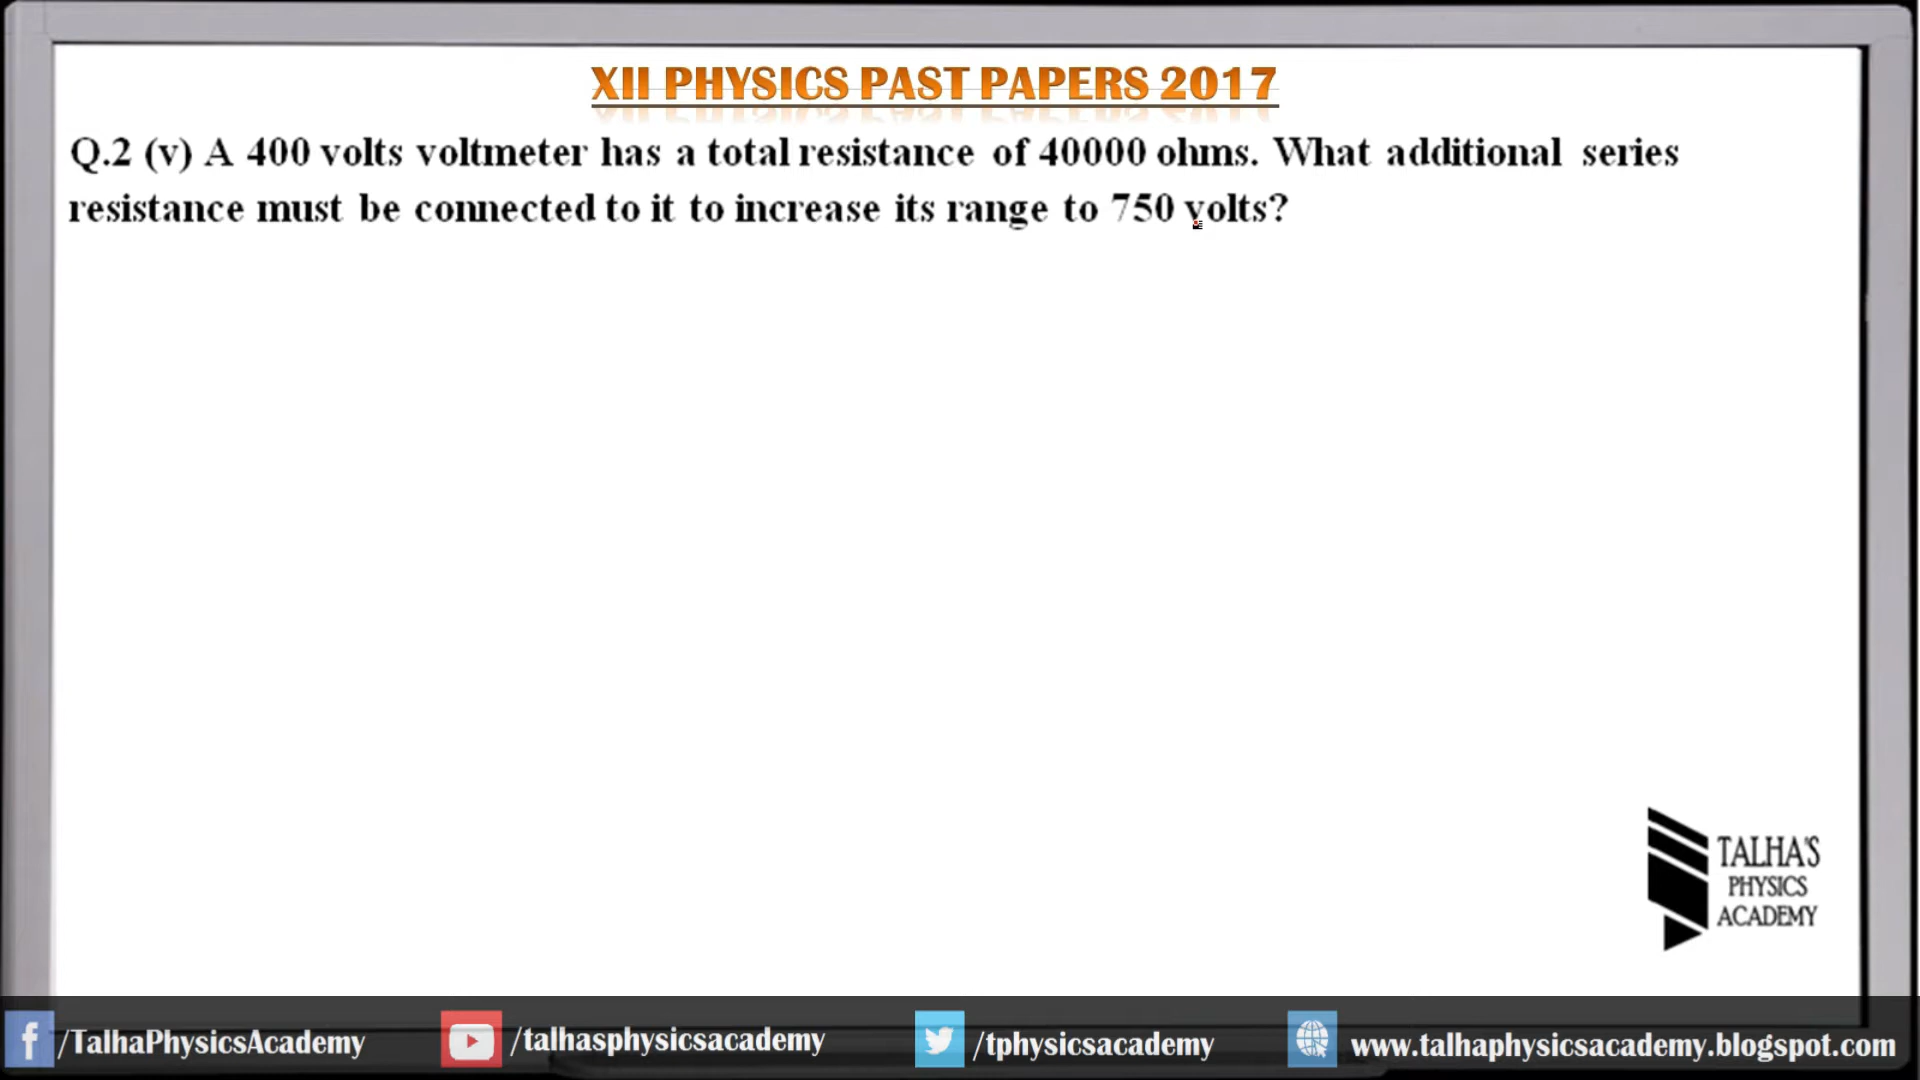 XII PHYSICS PAST PAPERS 2017
Q.2 (v) A 400 volts voltmeter has a total resistance of 40000 ohms. What additional series
resistance must be connected to it to increase its range to 750 volts?
TALHA'S
PHYSICS
ACADEMY
/TalhaPhysicsAcademy
/talhasphysicsacademy
/tphysicsacademy
www.talhaphysicsacademy.blogspot.com